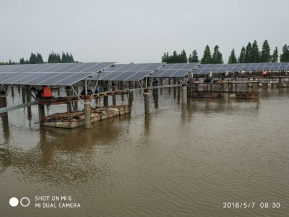 SHOT ON MI 6
MI DUAL CAMERA
2018/5/7 08:30